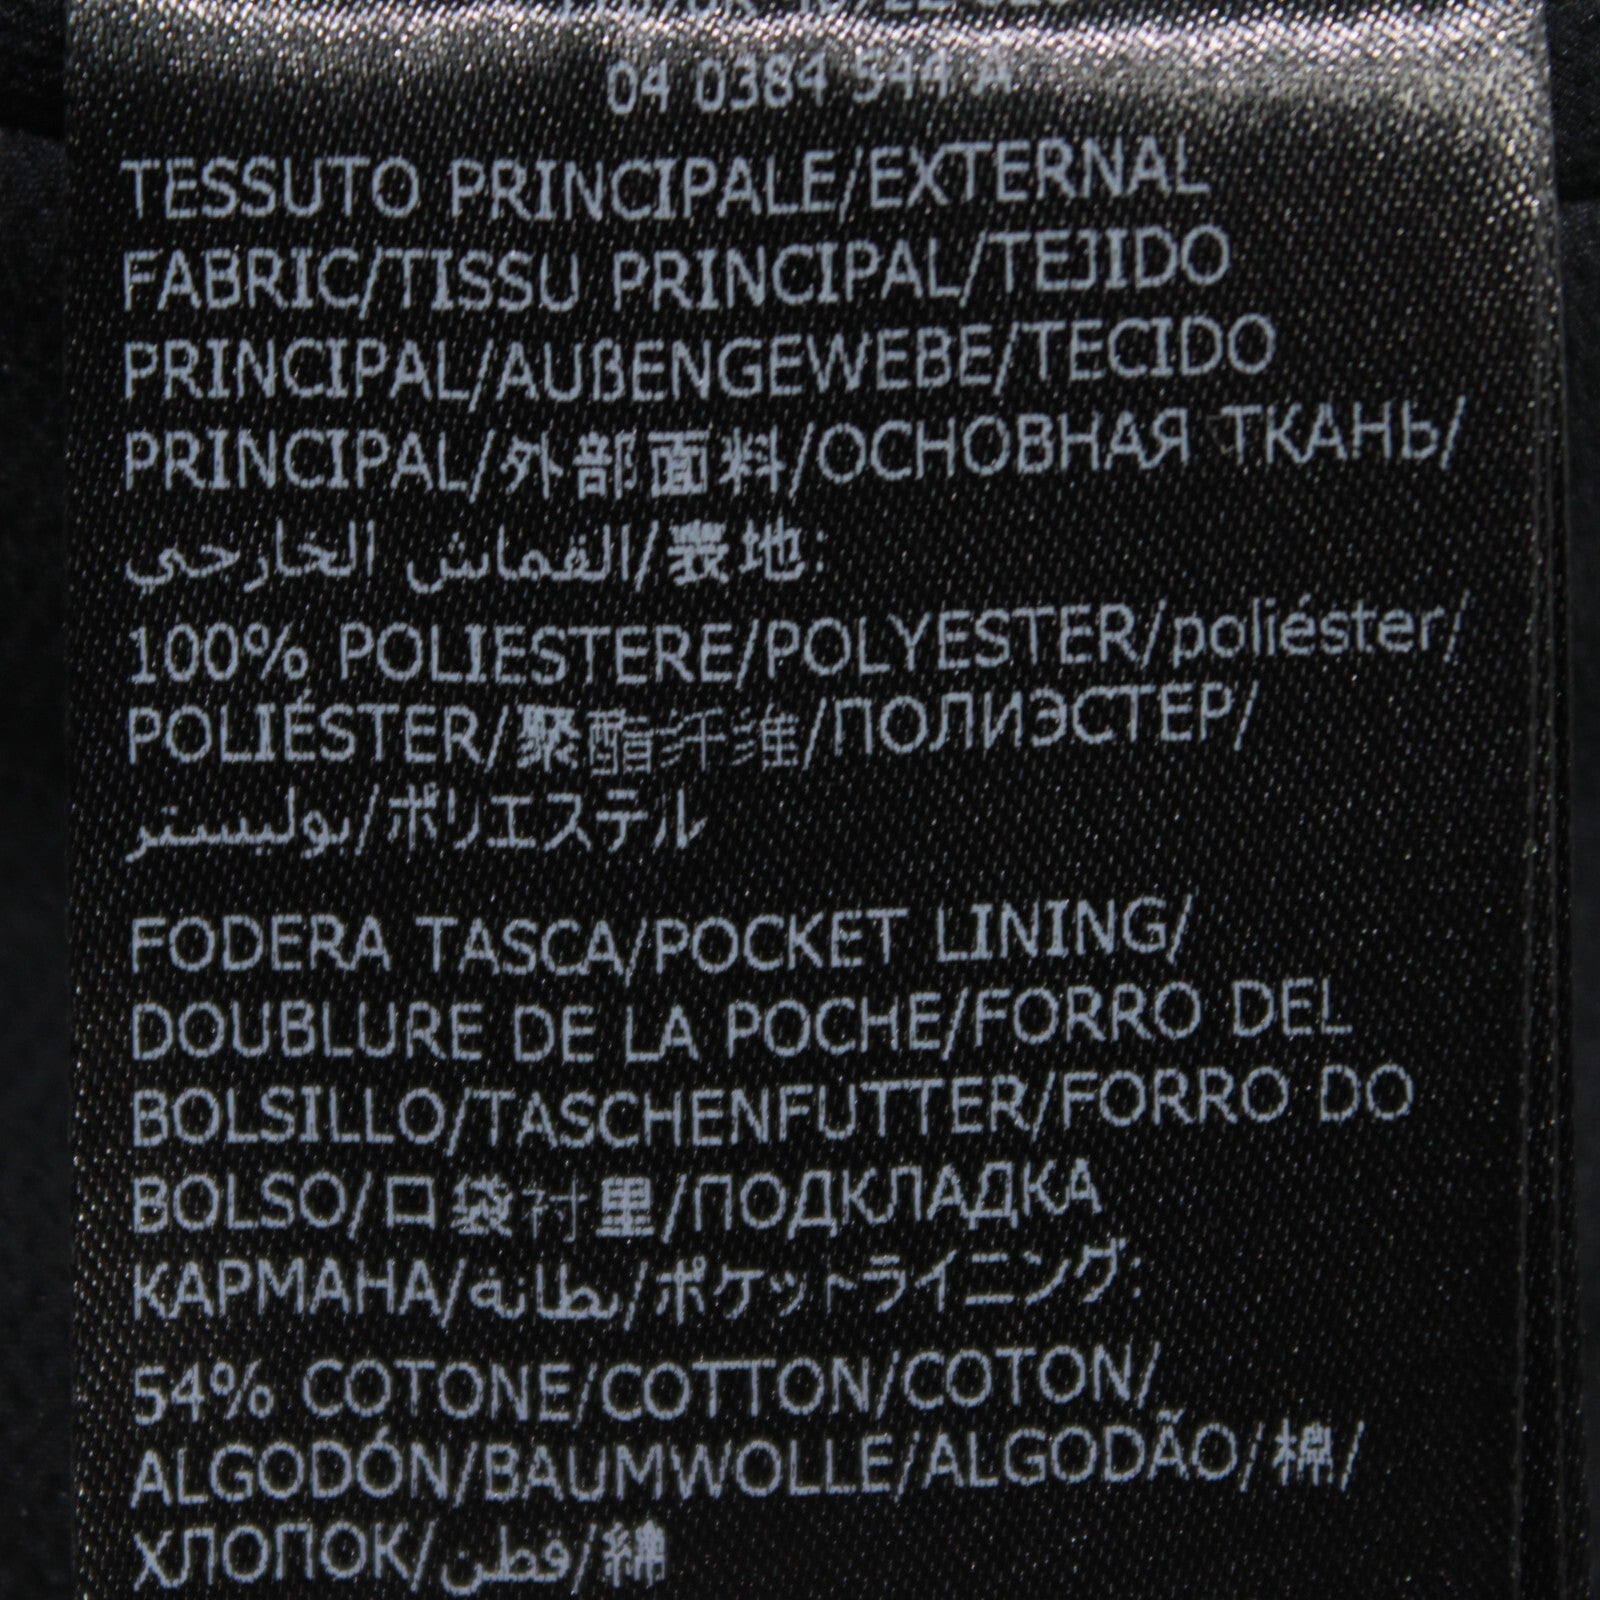 04 0384 544 A
TESSUTO PRINCIPALE/EXTERNAL
FABRIC/TISSU PRINCIPAL/TEJIDO
PRINCIPAL/AUßENGEWEBE/TECIDO
PRINCIPAL/外部面料/ОСНОВНАЯ ТКАНЬ/
القماش الخارجي/表地:
100% POLIESTERE/POLYESTER/poliéster/
POLIÉSTER/聚酯纤维/ПОЛИЭСТЕР/
بوليستر/ポリエステル
FODERA TASCA/POCKET LINING/
DOUBLURE DE LA POCHE/FORRO DEL
BOLSILLO/TASCHENFUTTER/FORRO DO
BOLSO/口袋衬里/ПОДКЛАДКА
КАРМАНА/بطانة/ポケットライニング:
54% COTONE/COTTON/COTON/
ALGODÓN/BAUMWOLLE/ALGODÃO/棉/
ХЛОПОК/قطن/綿